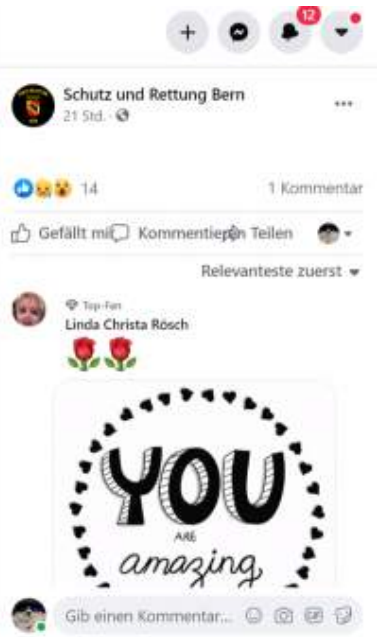 12
Schutz und Rettung Bern
21 Std.
14
1 Kommentar
Gefällt mir Kommentieren Teilen
Relevanteste zuerst
Top-Fan
Linda Christa Rösch
YOU
ARE
amazing
Gib einen Kommentar...
GIF